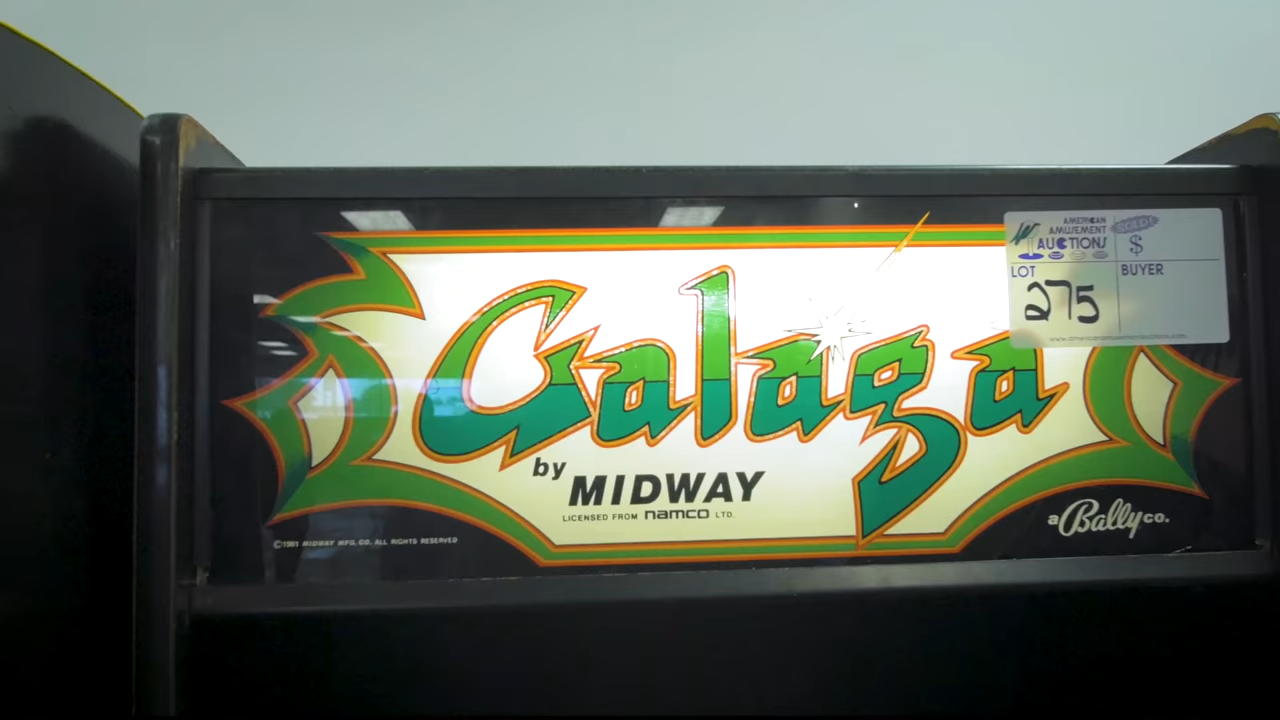 Galaga
by
MIDWAY
LICENSED FROM namco LTD.
©1981 MIDWAY MFG. CO. ALL RIGHTS RESERVED
a Bally co.
AMERICAN
AMUSEMENT
AUCTIONS
SOLD!
$
LOT
275
BUYER